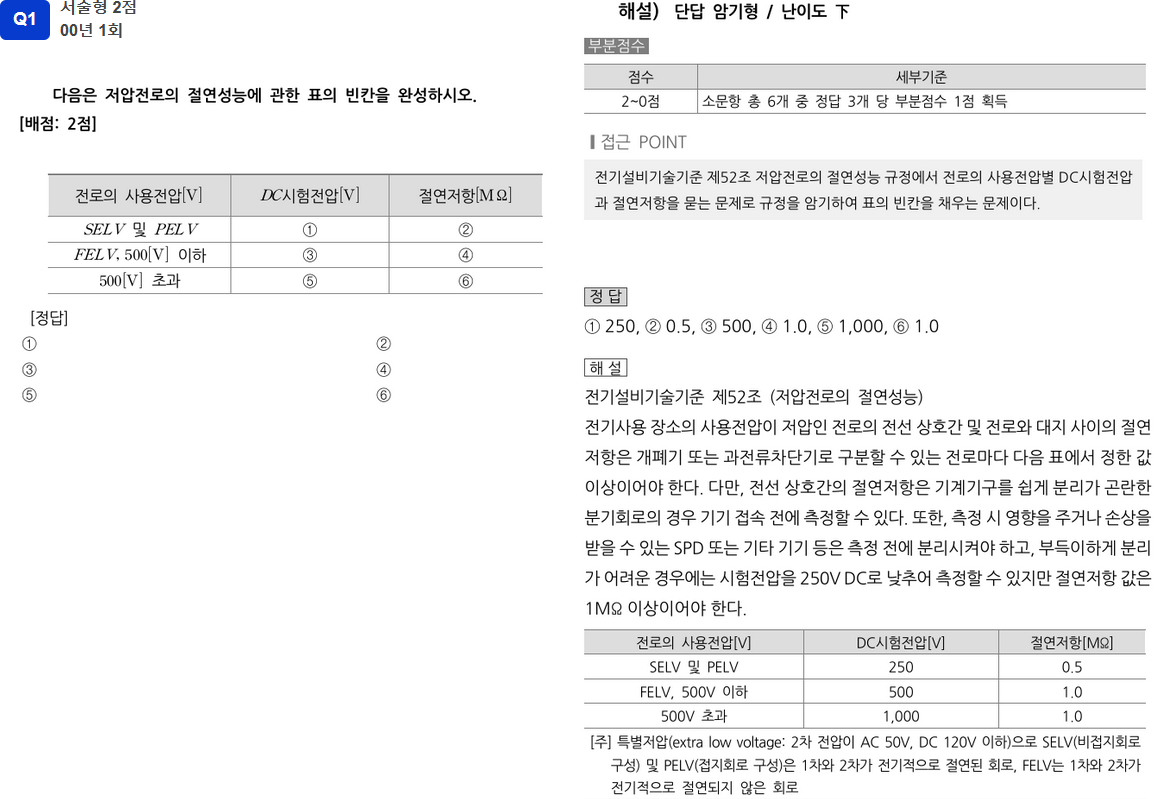 Q1
서술형 2점
00년 1회
다음은 저압전로의 절연성능에 관한 표의 빈칸을 완성하시오.
[배점: 2점]
전로의 사용전압[V] DC시험전압[V] 절연저항[MΩ]
SELV 및 PELV ① ②
FELV, 500[V] 이하 ③ ④
500[V] 초과 ⑤ ⑥
[정답]
① ②
③ ④
⑤ ⑥
해설) 단답 암기형 / 난이도 下
부분점수
점수 세부기준
2~0점 소문항 총 6개 중 정답 3개 당 부분점수 1점 획득
접근 POINT
전기설비기술기준 제52조 저압전로의 절연성능 규정에서 전로의 사용전압별 DC시험전압
과 절연저항을 묻는 문제로 규정을 암기하여 표의 빈칸을 채우는 문제이다.
정답
① 250, ② 0.5, ③ 500, ④ 1.0, ⑤ 1,000, ⑥ 1.0
해설
전기설비기술기준 제52조 (저압전로의 절연성능)
전기사용 장소의 사용전압이 저압인 전로의 전선 상호간 및 전로와 대지 사이의 절연
저항은 개폐기 또는 과전류차단기로 구분할 수 있는 전로마다 다음 표에서 정한 값
이상이어야 한다. 다만, 전선 상호간의 절연저항은 기계기구를 쉽게 분리가 곤란한
분기회로의 경우 기기 접속 전에 측정할 수 있다. 또한, 측정 시 영향을 주거나 손상을
받을 수 있는 SPD 또는 기타 기기 등은 측정 전에 분리시켜야 하고, 부득이하게 분리
가 어려운 경우에는 시험전압을 250V DC로 낮추어 측정할 수 있지만 절연저항 값은
1MΩ 이상이어야 한다.
전로의 사용전압[V] DC시험전압[V] 절연저항[MΩ]
SELV 및 PELV 250 0.5
FELV, 500V 이하 500 1.0
500V 초과 1,000 1.0
[주] 특별저압(extra low voltage: 2차 전압이 AC 50V, DC 120V 이하)으로 SELV(비접지회로
구성) 및 PELV(접지회로 구성)은 1차와 2차가 전기적으로 절연된 회로, FELV는 1차와 2차가
전기적으로 절연되지 않은 회로